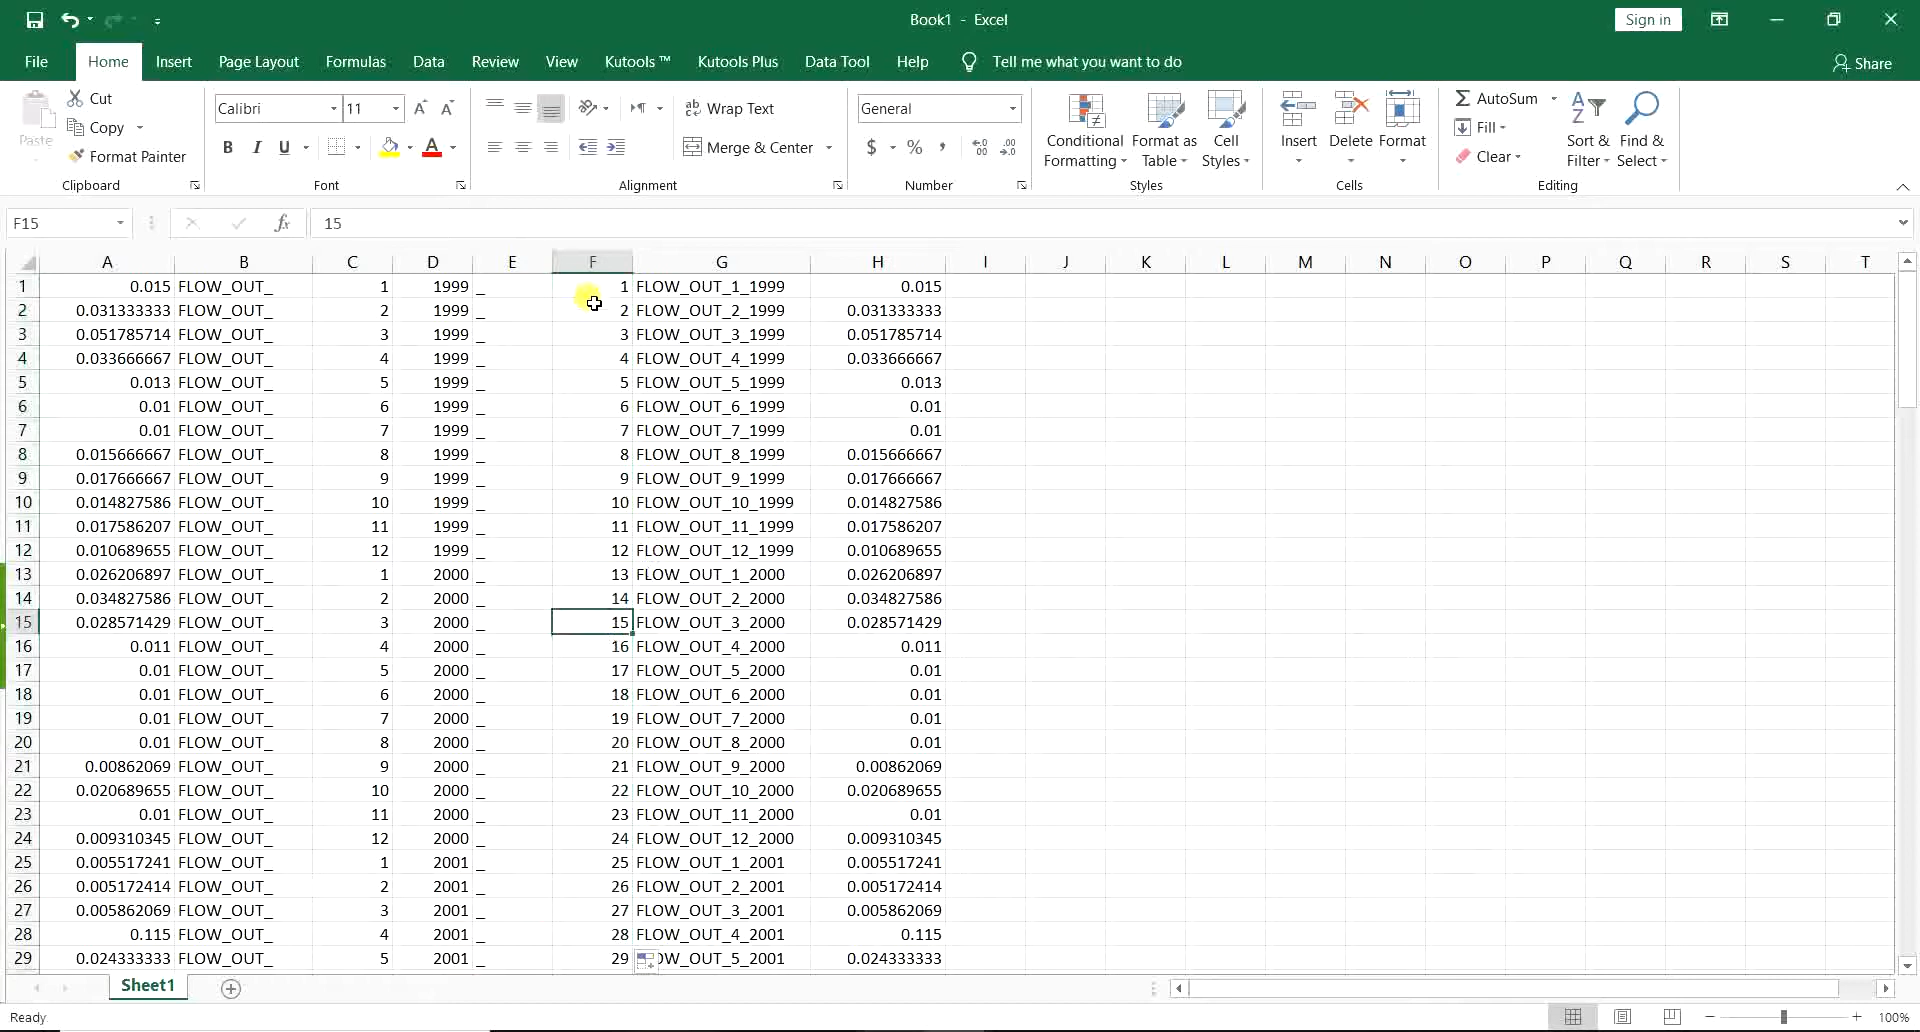 Book1 - Excel
Sign in
File Home Insert Page Layout Formulas Data Review View Kutools ™ Kutools Plus Data Tool Help Tell me what you want to do Share
Paste
Cut
Copy
Format Painter
Clipboard
Calibri 11
B I U A
Font
ab Wrap Text
Merge & Center
Alignment
General
$ % ,
Number
Conditional Formatting
Format as Table
Cell Styles
Styles
Insert Delete Format
Cells
AutoSum
Fill
Clear
Sort & Filter
Find & Select
Editing
F15 fx 15
A B C D E F G H I J K L M N O P Q R S T
1 0.015 FLOW_OUT_ 1 1999 _ 1 FLOW_OUT_1_1999 0.015
2 0.031333333 FLOW_OUT_ 2 1999 _ 2 FLOW_OUT_2_1999 0.031333333
3 0.051785714 FLOW_OUT_ 3 1999 _ 3 FLOW_OUT_3_1999 0.051785714
4 0.033666667 FLOW_OUT_ 4 1999 _ 4 FLOW_OUT_4_1999 0.033666667
5 0.013 FLOW_OUT_ 5 1999 _ 5 FLOW_OUT_5_1999 0.013
6 0.01 FLOW_OUT_ 6 1999 _ 6 FLOW_OUT_6_1999 0.01
7 0.01 FLOW_OUT_ 7 1999 _ 7 FLOW_OUT_7_1999 0.01
8 0.015666667 FLOW_OUT_ 8 1999 _ 8 FLOW_OUT_8_1999 0.015666667
9 0.017666667 FLOW_OUT_ 9 1999 _ 9 FLOW_OUT_9_1999 0.017666667
10 0.014827586 FLOW_OUT_ 10 1999 _ 10 FLOW_OUT_10_1999 0.014827586
11 0.017586207 FLOW_OUT_ 11 1999 _ 11 FLOW_OUT_11_1999 0.017586207
12 0.010689655 FLOW_OUT_ 12 1999 _ 12 FLOW_OUT_12_1999 0.010689655
13 0.026206897 FLOW_OUT_ 1 2000 _ 13 FLOW_OUT_1_2000 0.026206897
14 0.034827586 FLOW_OUT_ 2 2000 _ 14 FLOW_OUT_2_2000 0.034827586
15 0.028571429 FLOW_OUT_ 3 2000 _ 15 FLOW_OUT_3_2000 0.028571429
16 0.011 FLOW_OUT_ 4 2000 _ 16 FLOW_OUT_4_2000 0.011
17 0.01 FLOW_OUT_ 5 2000 _ 17 FLOW_OUT_5_2000 0.01
18 0.01 FLOW_OUT_ 6 2000 _ 18 FLOW_OUT_6_2000 0.01
19 0.01 FLOW_OUT_ 7 2000 _ 19 FLOW_OUT_7_2000 0.01
20 0.01 FLOW_OUT_ 8 2000 _ 20 FLOW_OUT_8_2000 0.01
21 0.00862069 FLOW_OUT_ 9 2000 _ 21 FLOW_OUT_9_2000 0.00862069
22 0.020689655 FLOW_OUT_ 10 2000 _ 22 FLOW_OUT_10_2000 0.020689655
23 0.01 FLOW_OUT_ 11 2000 _ 23 FLOW_OUT_11_2000 0.01
24 0.009310345 FLOW_OUT_ 12 2000 _ 24 FLOW_OUT_12_2000 0.009310345
25 0.005517241 FLOW_OUT_ 1 2001 _ 25 FLOW_OUT_1_2001 0.005517241
26 0.005172414 FLOW_OUT_ 2 2001 _ 26 FLOW_OUT_2_2001 0.005172414
27 0.005862069 FLOW_OUT_ 3 2001 _ 27 FLOW_OUT_3_2001 0.005862069
28 0.115 FLOW_OUT_ 4 2001 _ 28 FLOW_OUT_4_2001 0.115
29 0.024333333 FLOW_OUT_ 5 2001 _ 29 OW_OUT_5_2001 0.024333333
Sheet1
Ready
100%